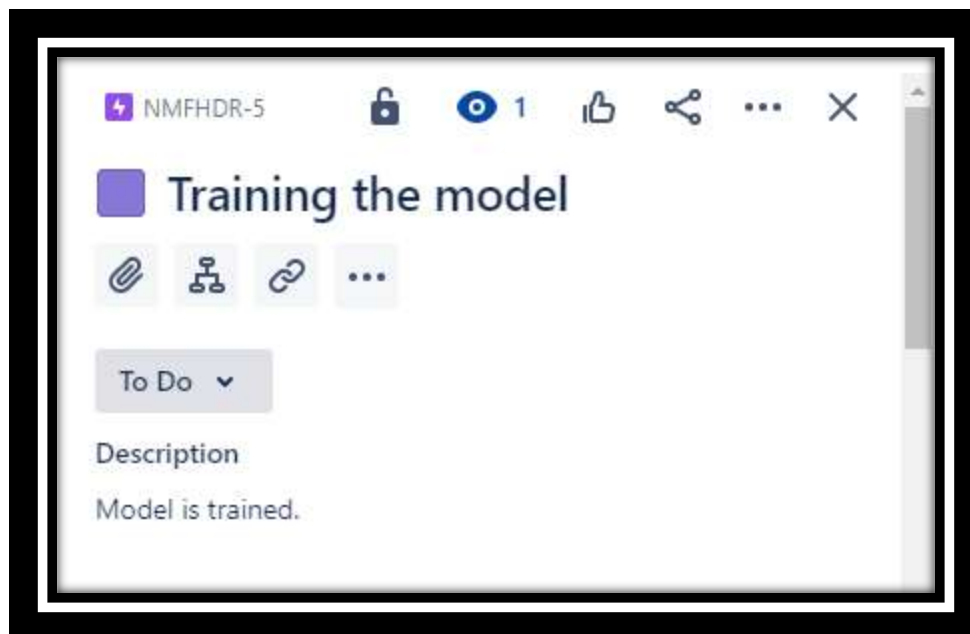 NMFHDR-5
1
Training the model
To Do
Description
Model is trained.